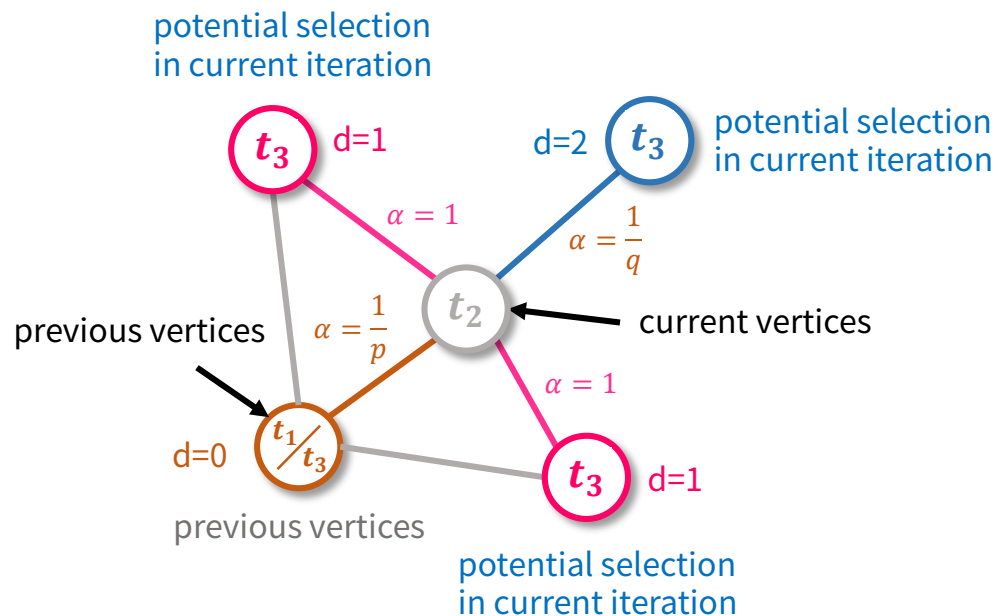 potential selection
in current iteration
t₃ d=1
d=2 t₃
potential selection
in current iteration
α = 1
α = 1/q
previous vertices
α = 1/p
t₂
current vertices
α = 1
d=0
t₁/t₃
t₃ d=1
previous vertices
potential selection
in current iteration